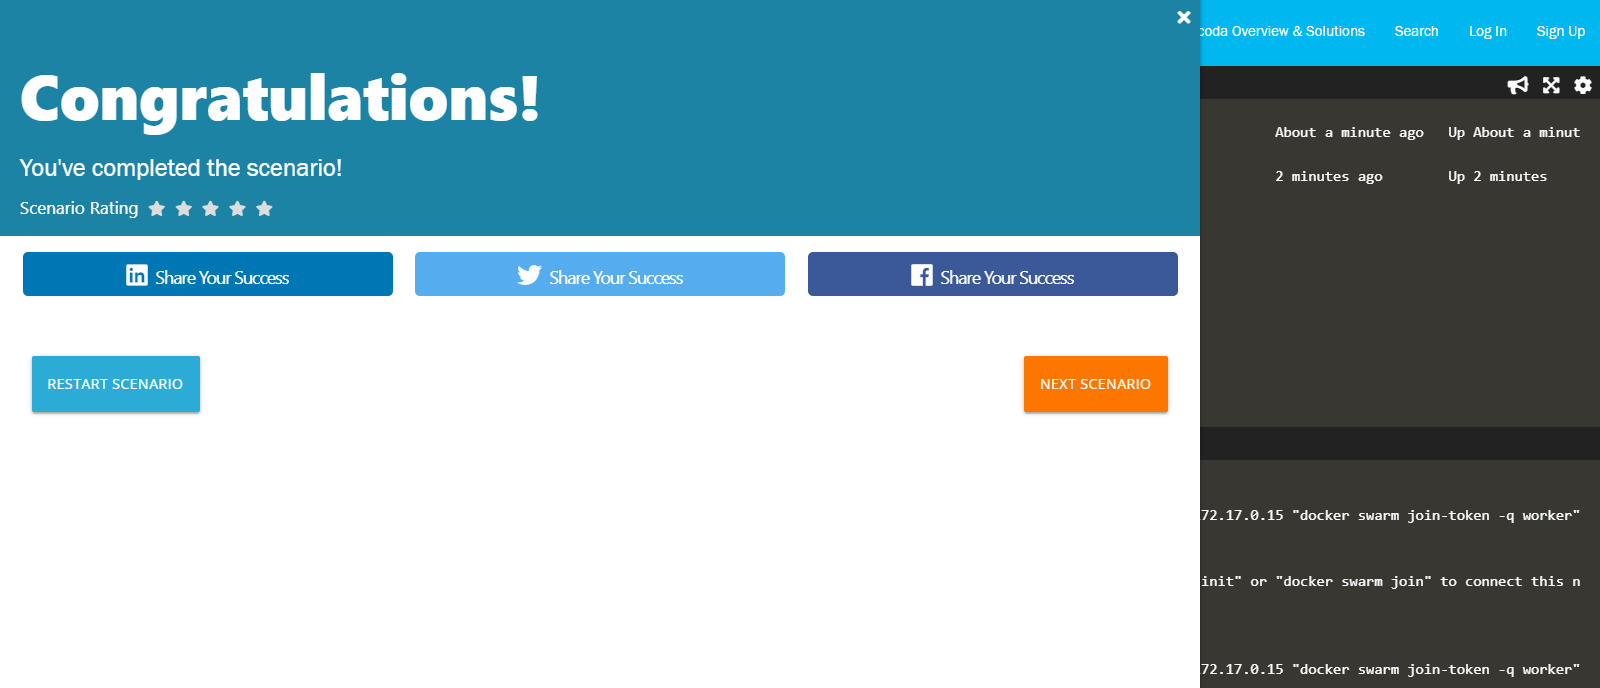 coda Overview & Solutions Search Log In Sign Up
Congratulations!
You've completed the scenario!
Scenario Rating
Share Your Success
Share Your Success
Share Your Success
RESTART SCENARIO
NEXT SCENARIO
About a minute ago Up About a minut
2 minutes ago Up 2 minutes
72.17.0.15 "docker swarm join-token -q worker"
init" or "docker swarm join" to connect this n
72.17.0.15 "docker swarm join-token -q worker"